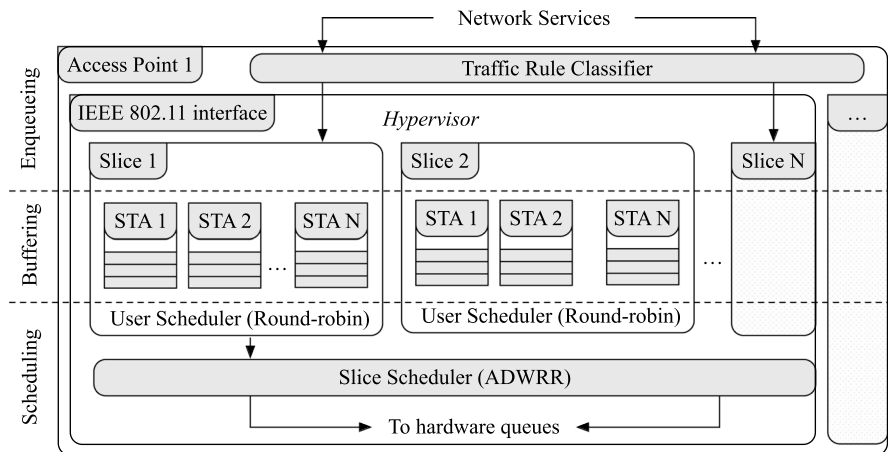 Network Services
Access Point 1
Traffic Rule Classifier
IEEE 802.11 interface
Hypervisor
...
Slice 1
Slice 2
Slice N
STA 1
STA 2
...
STA N
STA 1
STA 2
STA N
...
User Scheduler (Round-robin)
User Scheduler (Round-robin)
Slice Scheduler (ADWRR)
To hardware queues
Enqueueing
Buffering
Scheduling